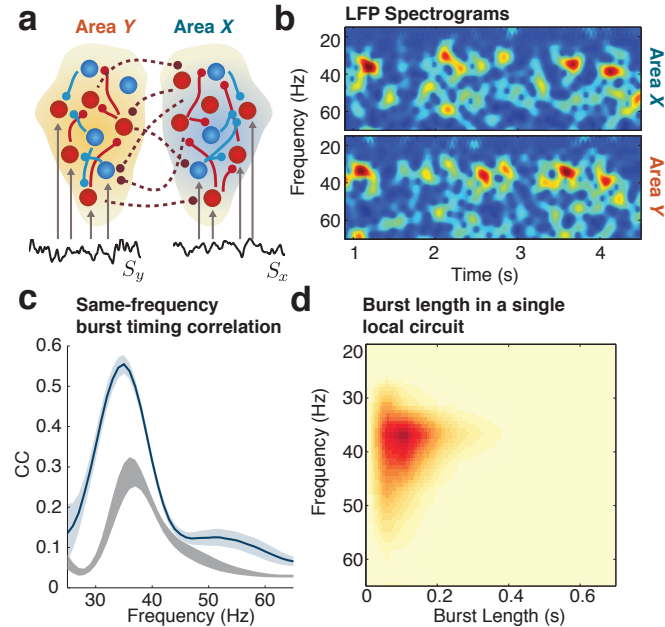 a
Area Y
Area X
Sy
Sx
b
LFP Spectrograms
20
40
60
Area X
20
40
60
Area Y
Frequency (Hz)
1
2
3
4
Time (s)
c
Same-frequency
burst timing correlation
0.6
0.5
0.4
0.3
0.2
0.1
0
CC
30
40
50
60
Frequency (Hz)
d
Burst length in a single
local circuit
20
30
40
50
60
Frequency (Hz)
0
0.2
0.4
0.6
Burst Length (s)